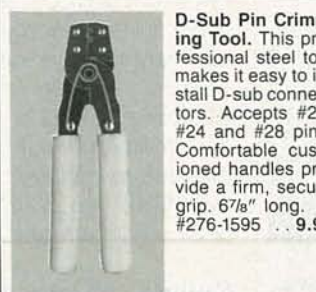 D-Sub Pin Crim
ing Tool. This pr
fessional steel to
makes it easy to i
stall D-sub connec
tors. Accepts #2
#24 and #28 pin
Comfortable cus
ioned handles pr
vide a firm, secu
grip. 6⅞" long.
#276-1595 .. 9.9